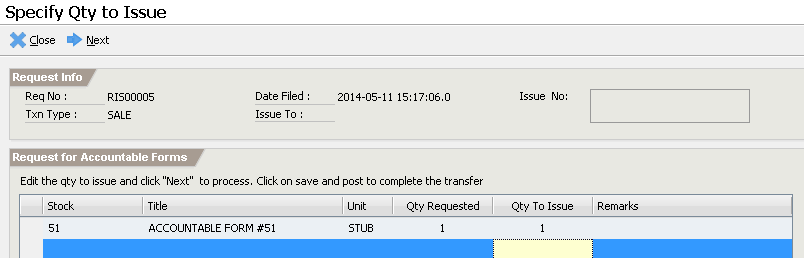 Specify Qty to Issue
Close Next
Request Info
Req No : RIS00005 Date Filed : 2014-05-11 15:17:06.0 Issue No:
Txn Type : SALE Issue To :
Request for Accountable Forms
Edit the qty to issue and click "Next" to process. Click on save and post to complete the transfer
Stock Title Unit Qty Requested Qty To Issue Remarks
51 ACCOUNTABLE FORM #51 STUB 1 1